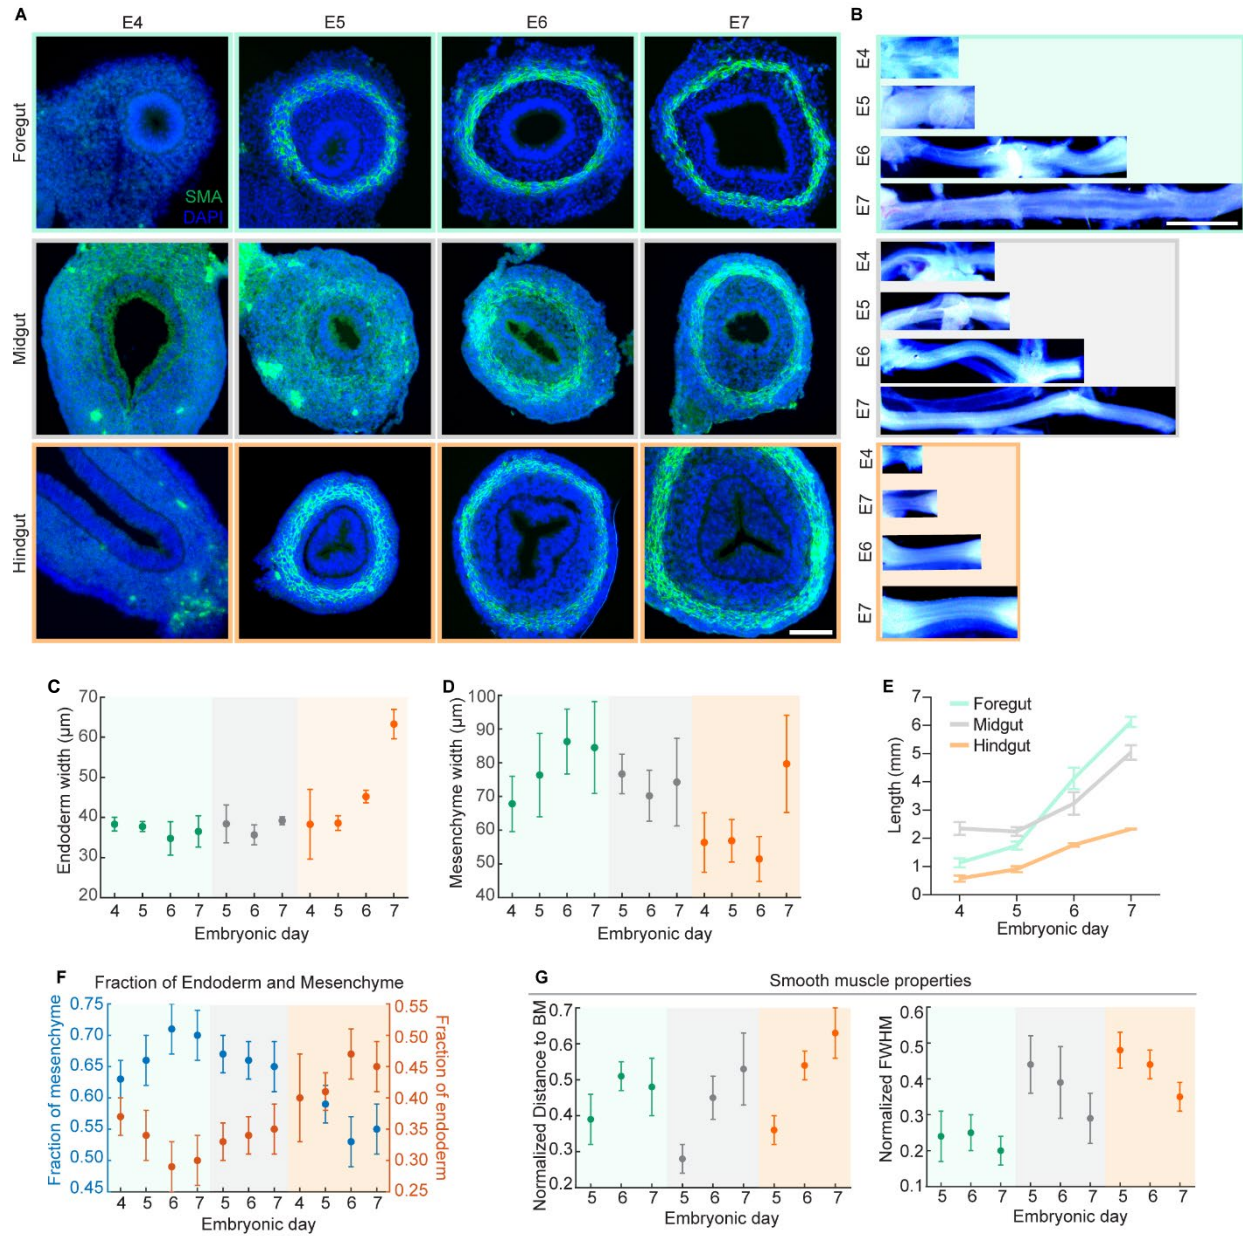 A
E4 E5 E6 E7
Foregut
SMA
DAPI
Midgut
Hindgut
B
E4
E5
E6
E7
E4
E5
E6
E7
E4
E7
E6
E7
C
Endoderm width (µm)
70
60
50
40
30
20
4 5 6 7 5 6 7 4 5 6 7
Embryonic day
D
Mesenchyme width (µm)
100
90
80
70
60
50
40
4 5 6 7 5 6 7 4 5 6 7
Embryonic day
E
Foregut
Midgut
Hindgut
Length (mm)
6
5
4
3
2
1
0
4 5 6 7
Embryonic day
F
Fraction of Endoderm and Mesenchyme
Fraction of mesenchyme
0.75
0.70
0.65
0.60
0.55
0.50
0.45
0.55
0.50
0.45
0.40
0.35
0.30
0.25
Fraction of endoderm
4 5 6 7 5 6 7 4 5 6 7
Embryonic day
G
Smooth muscle properties
Normalized Distance to BM
0.7
0.6
0.5
0.4
0.3
0.2
5 6 7 5 6 7 5 6 7
Embryonic day
Normalized FWHM
0.6
0.5
0.4
0.3
0.2
0.1
5 6 7 5 6 7 5 6 7
Embryonic day